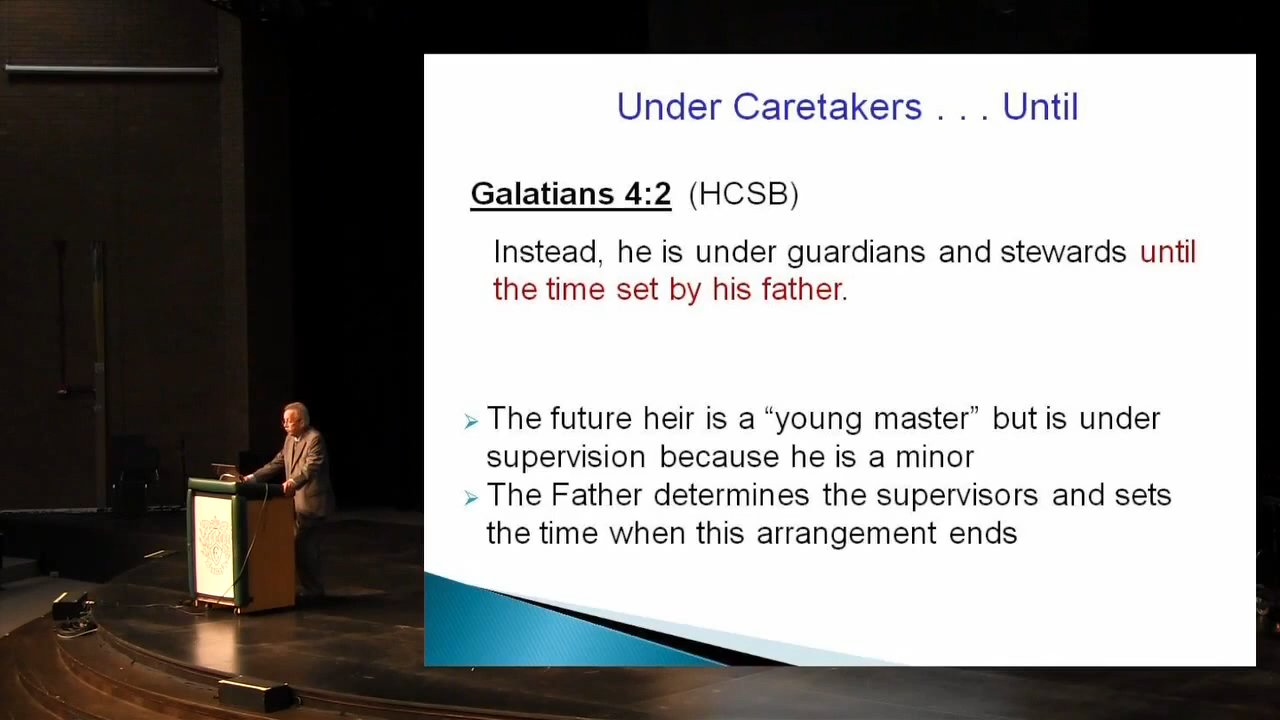 Under Caretakers . . . Until
Galatians 4:2 (HCSB)
Instead, he is under guardians and stewards until
the time set by his father.
➢ The future heir is a “young master” but is under
supervision because he is a minor
➢ The Father determines the supervisors and sets
the time when this arrangement ends